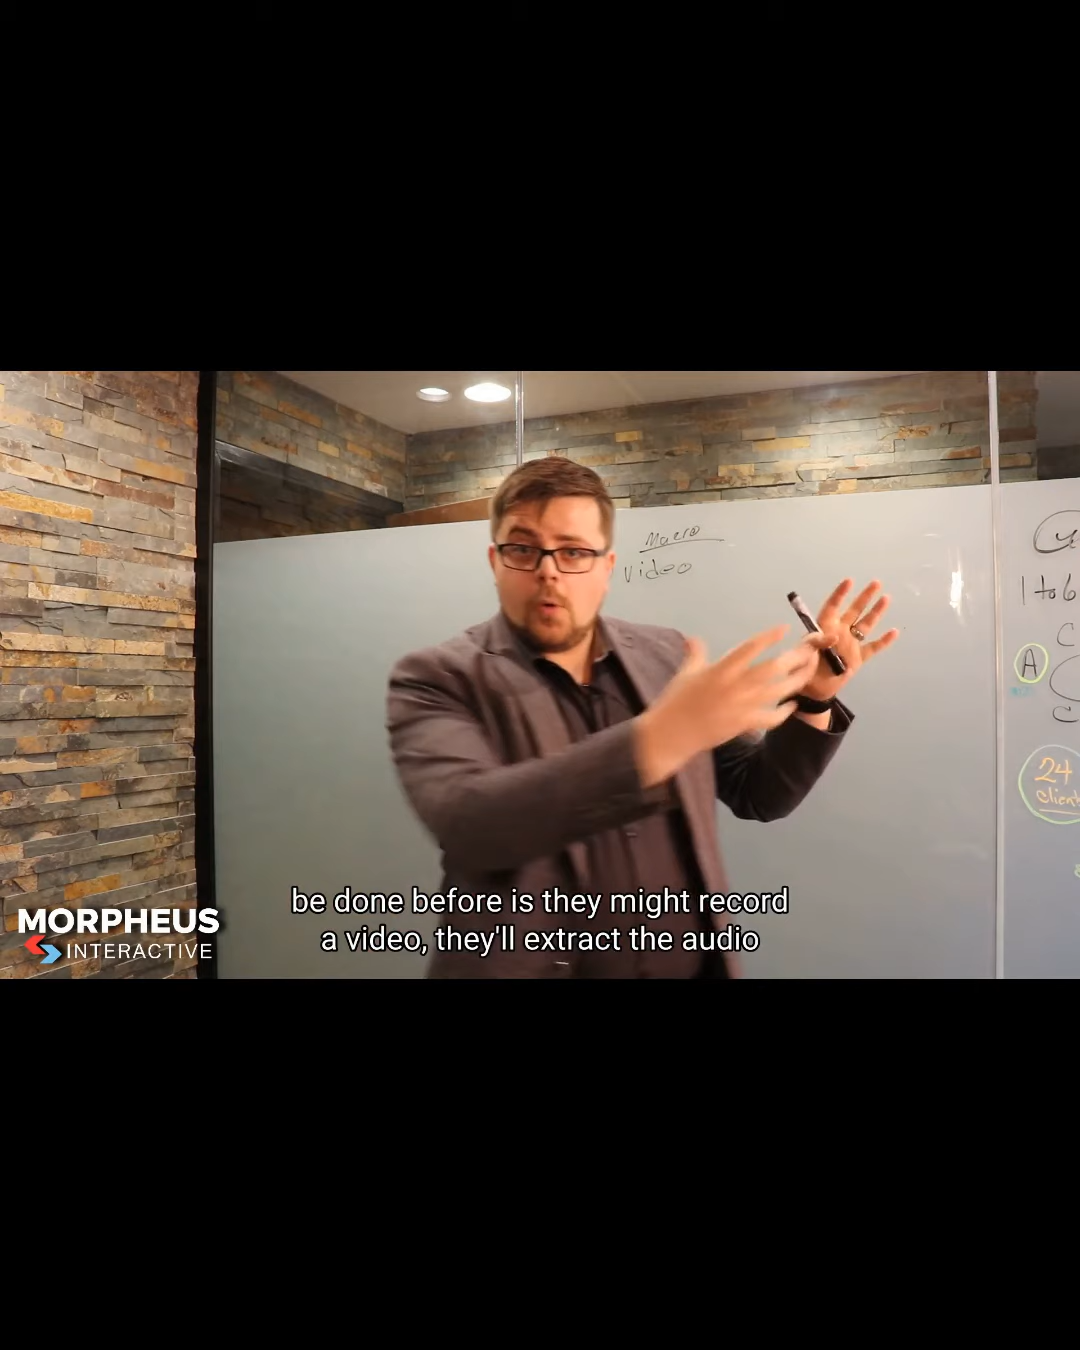 Macro
video
1 to 6
C
A
C
24
client
be done before is they might record
a video, they'll extract the audio
MORPHEUS
INTERACTIVE